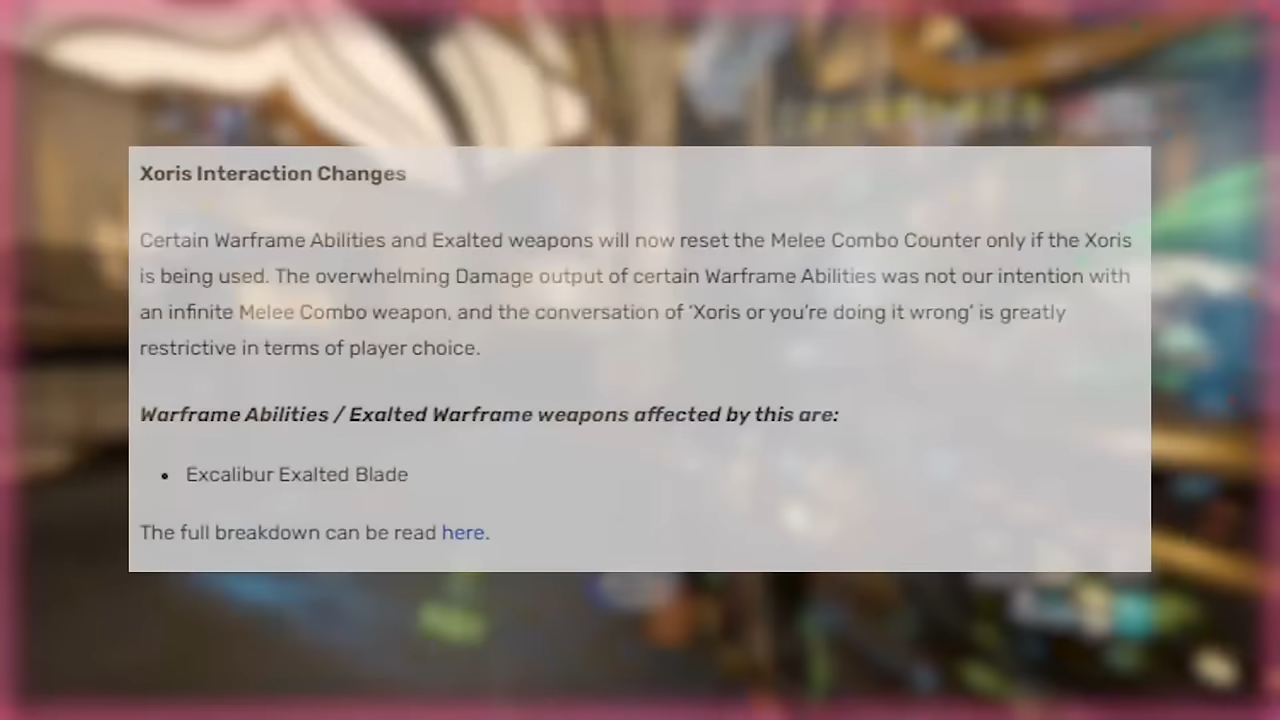 Xoris Interaction Changes
Certain Warframe Abilities and Exalted weapons will now reset the Melee Combo Counter only if the Xoris
is being used. The overwhelming Damage output of certain Warframe Abilities was not our intention with
an infinite Melee Combo weapon, and the conversation of ‘Xoris or you’re doing it wrong’ is greatly
restrictive in terms of player choice.
Warframe Abilities / Exalted Warframe weapons affected by this are:
• Excalibur Exalted Blade
The full breakdown can be read here.